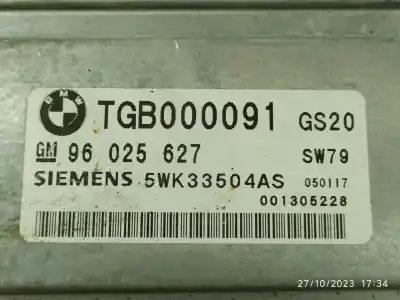 BMW
TGB000091 GS20
GM 96 025 627 SW79
SIEMENS 5WK33504AS 050117
001305228
27/10/2023 17:34